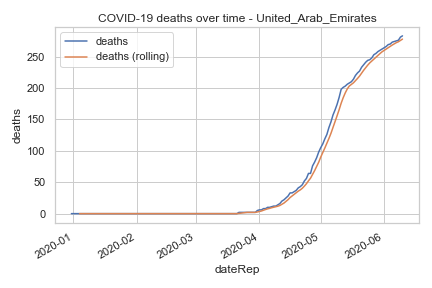 COVID-19 deaths over time - United_Arab_Emirates
deaths
deaths (rolling)
250
200
150
100
50
0
deaths
2020-01
2020-02
2020-03
2020-04
2020-05
2020-06
dateRep